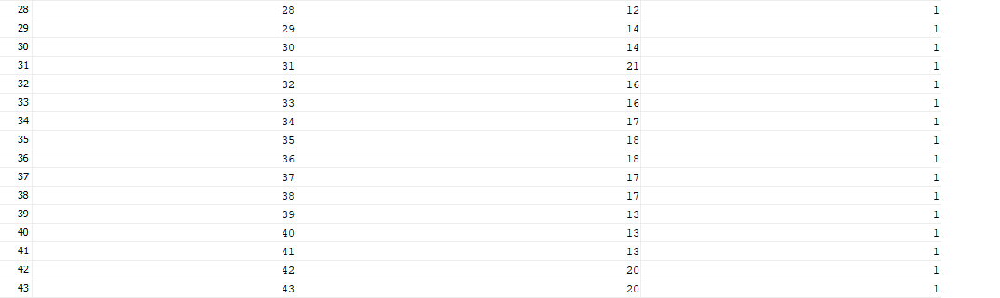 28 28 12 1
29 29 14 1
30 30 14 1
31 31 21 1
32 32 16 1
33 33 16 1
34 34 17 1
35 35 18 1
36 36 18 1
37 37 17 1
38 38 17 1
39 39 13 1
40 40 13 1
41 41 13 1
42 42 20 1
43 43 20 1